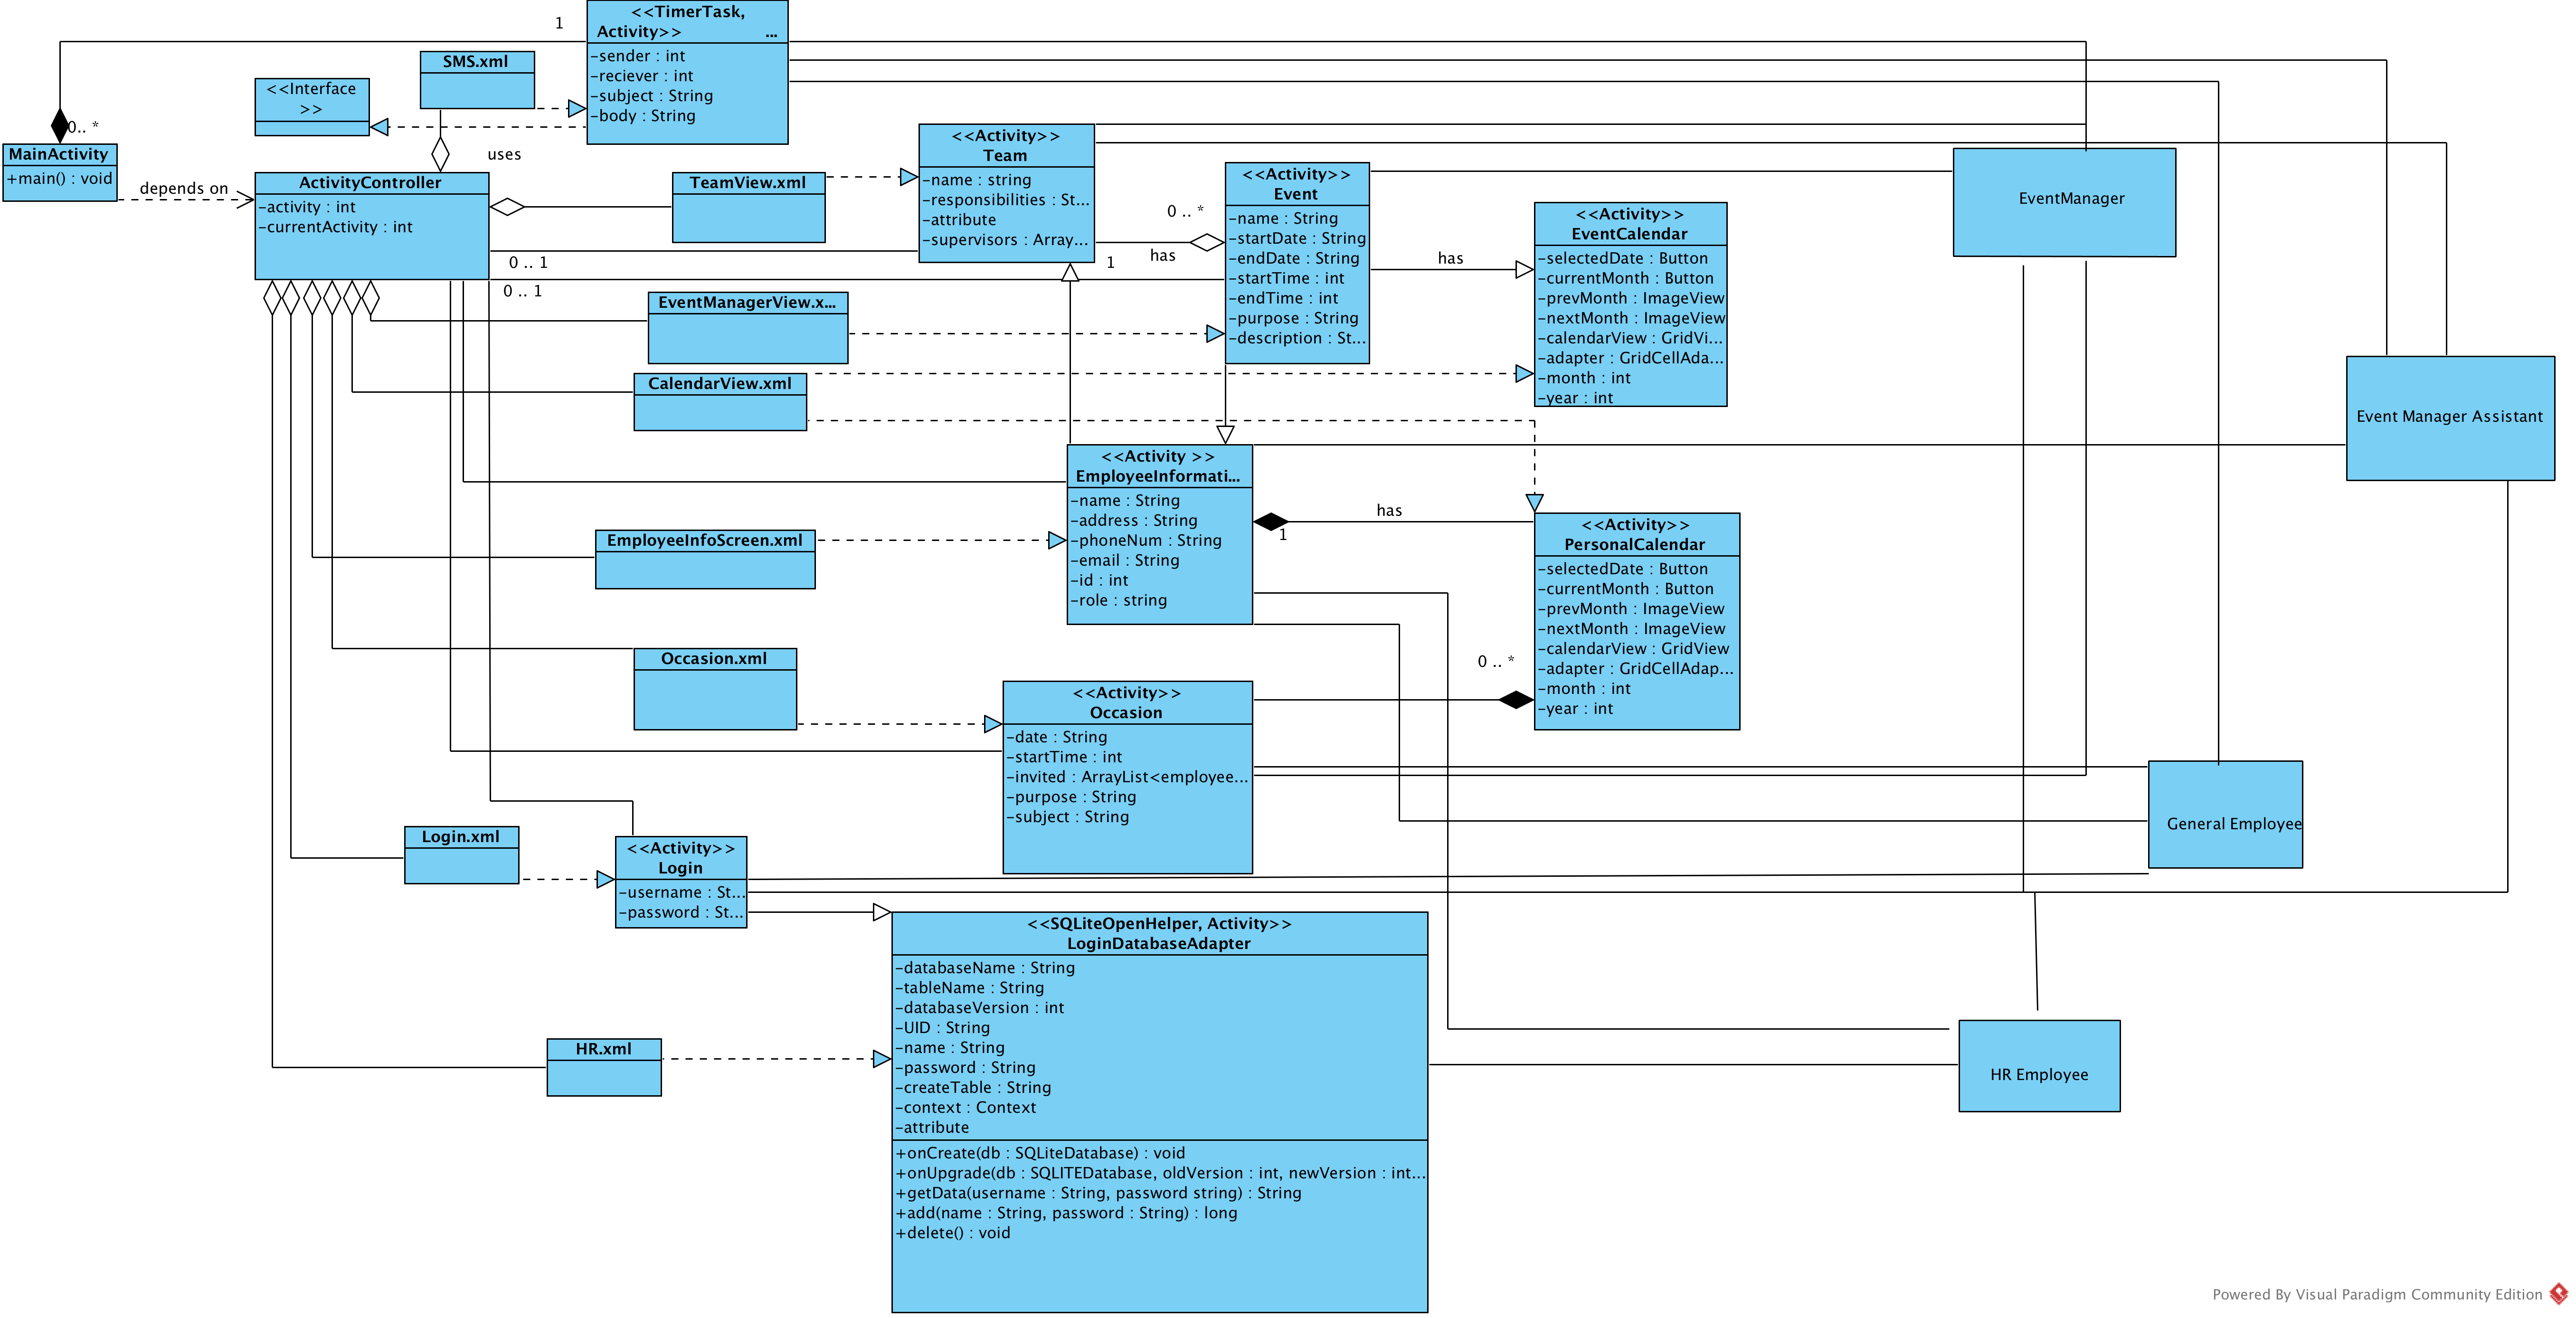 1
<<TimerTask,
Activity>> ...
-sender : int
-reciever : int
-subject : String
-body : String
SMS.xml
<<Interface
>>
0.. *
MainActivity
+main() : void
depends on
uses
ActivityController
-activity : int
-currentActivity : int
TeamView.xml
<<Activity>>
Team
-name : string
-responsibilities : St...
-attribute
-supervisors : Array...
0 .. *
has
1
0 .. 1
0 .. 1
<<Activity>>
Event
-name : String
-startDate : String
-endDate : String
-startTime : int
-endTime : int
-purpose : String
-description : St...
has
<<Activity>>
EventCalendar
-selectedDate : Button
-currentMonth : Button
-prevMonth : ImageView
-nextMonth : ImageView
-calendarView : GridVi...
-adapter : GridCellAda...
-month : int
-year : int
EventManager
EventManagerView.x...
CalendarView.xml
Event Manager Assistant
<<Activity >>
EmployeeInformati...
-name : String
-address : String
-phoneNum : String
-email : String
-id : int
-role : string
has
1
EmployeeInfoScreen.xml
<<Activity>>
PersonalCalendar
-selectedDate : Button
-currentMonth : Button
-prevMonth : ImageView
-nextMonth : ImageView
-calendarView : GridView
-adapter : GridCellAdap...
-month : int
-year : int
0 .. *
Occasion.xml
<<Activity>>
Occasion
-date : String
-startTime : int
-invited : ArrayList<employee...
-purpose : String
-subject : String
General Employee
Login.xml
<<Activity>>
Login
-username : St...
-password : St...
<<SQLiteOpenHelper, Activity>>
LoginDatabaseAdapter
-databaseName : String
-tableName : String
-databaseVersion : int
-UID : String
-name : String
-password : String
-createTable : String
-context : Context
-attribute
+onCreate(db : SQLiteDatabase) : void
+onUpgrade(db : SQLITEDatabase, oldVersion : int, newVersion : int...
+getData(username : String, password string) : String
+add(name : String, password : String) : long
+delete() : void
HR.xml
HR Employee
Powered By Visual Paradigm Community Edition